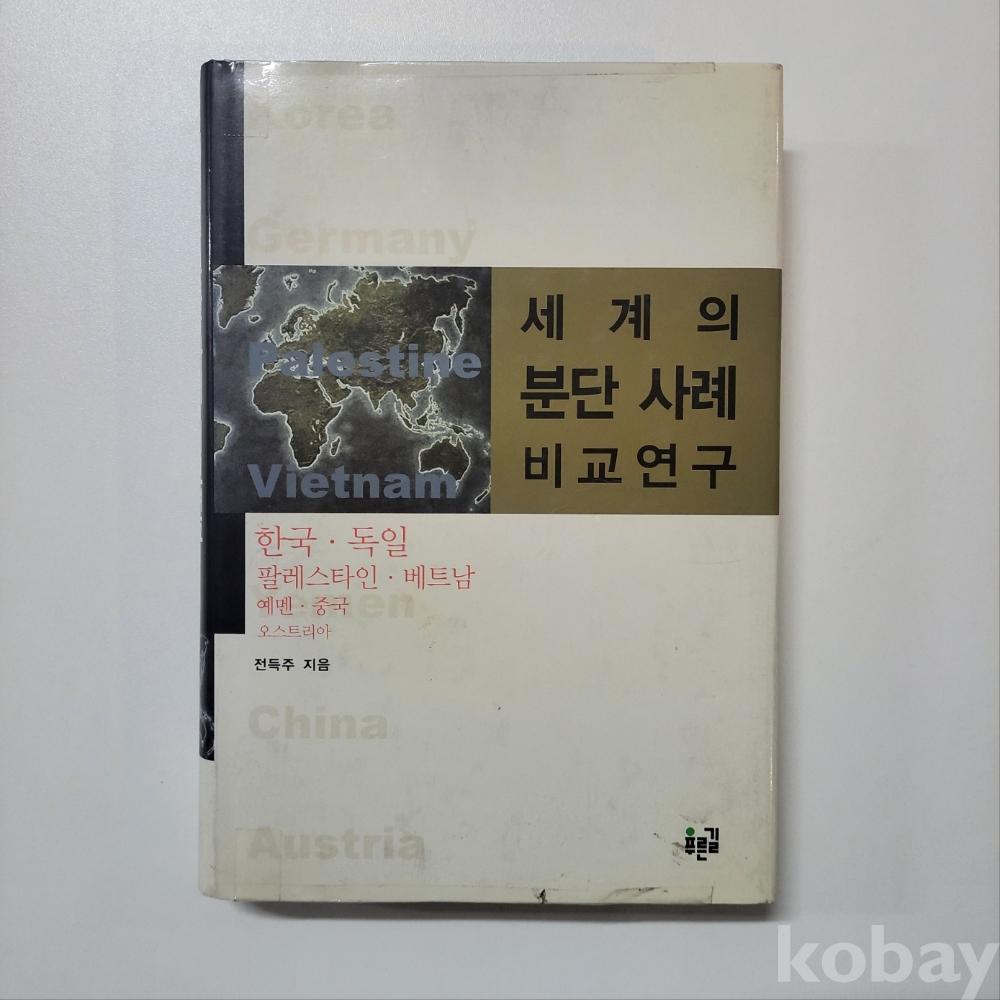 Korea
Germany
Palestine
Vietnam
세계의
분단 사례
비교연구
한국 · 독일
팔레스타인 · 베트남
예멘 · 중국
오스트리아
Yemen
전득주 지음
China
Austria
푸른길
kobay